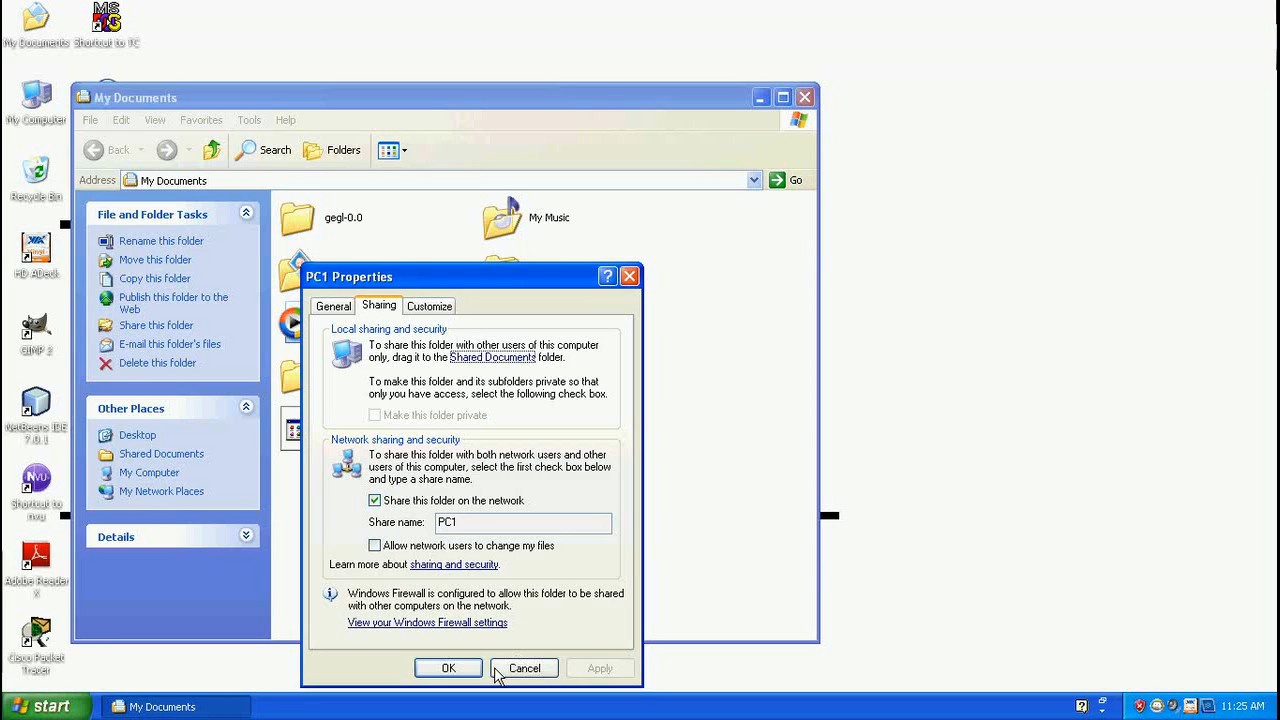 My Documents
Shortcut to TC
My Computer
Recycle Bin
HD ADeck
GIMP 2
NetBeans IDE
7.0.1
Shortcut to
nvu
Adobe Reader
X
Cisco Packet
Tracer
My Documents
File Edit View Favorites Tools Help
Back Search Folders
Address My Documents Go
File and Folder Tasks
Rename this folder
Move this folder
Copy this folder
Publish this folder to the
Web
Share this folder
E-mail this folder's files
Delete this folder
Other Places
Desktop
Shared Documents
My Computer
My Network Places
Details
gegl-0.0
My Music
PC1 Properties
General Sharing Customize
Local sharing and security
To share this folder with other users of this computer
only, drag it to the Shared Documents folder.
To make this folder and its subfolders private so that
only you have access, select the following check box.
Make this folder private
Network sharing and security
To share this folder with both network users and other
users of this computer, select the first check box below
and type a share name.
Share this folder on the network
Share name: PC1
Allow network users to change my files
Learn more about sharing and security.
Windows Firewall is configured to allow this folder to be shared
with other computers on the network.
View your Windows Firewall settings
OK Cancel Apply
start My Documents 11:25 AM